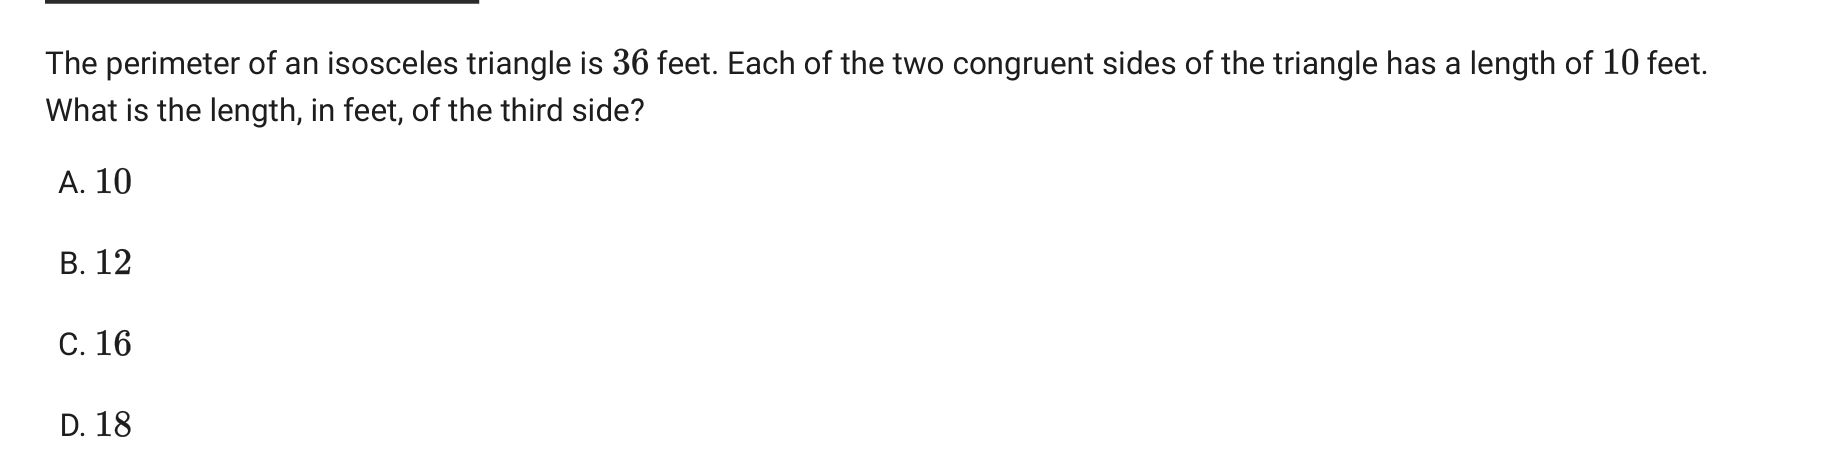 The perimeter of an isosceles triangle is 36 feet. Each of the two congruent sides of the triangle has a length of 10 feet.
What is the length, in feet, of the third side?
A. 10
B. 12
C. 16
D. 18